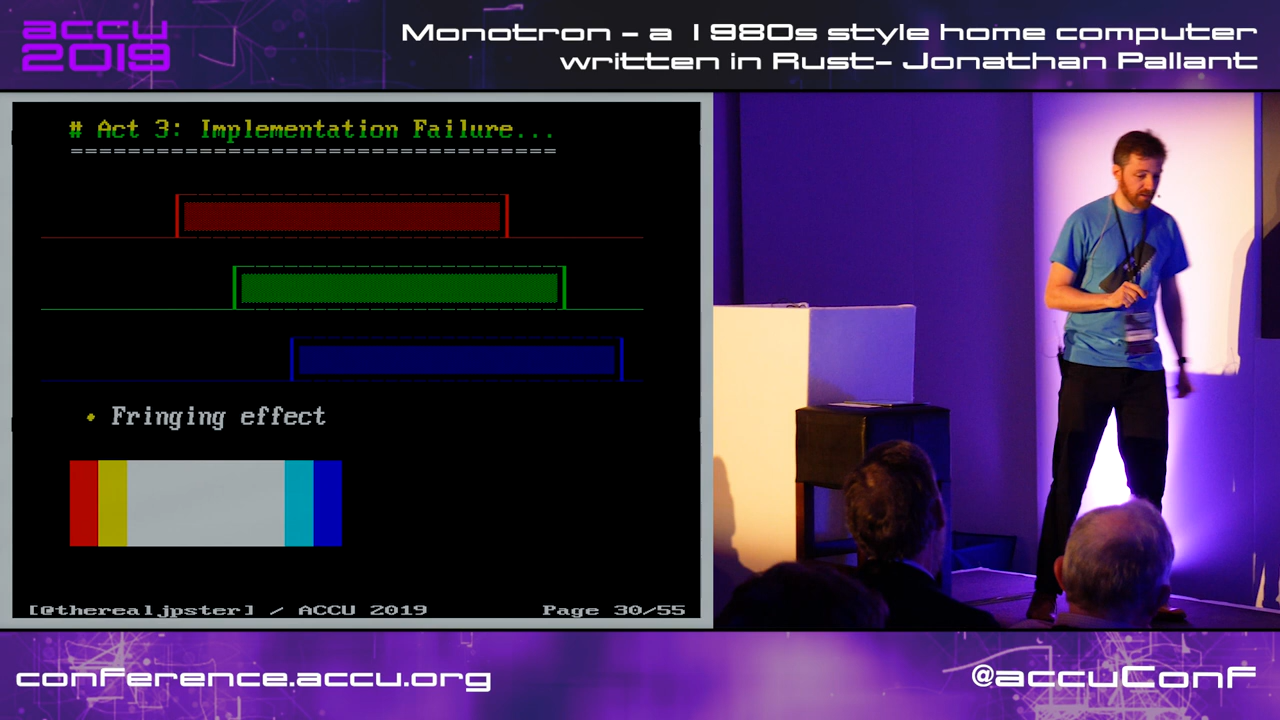 accu
2019
Monotron - a 1980s style home computer
written in Rust- Jonathan Pallant
# Act 3: Implementation Failure...
==================================
• Fringing effect
[@therealjpster] / ACCU 2019
Page 30/55
conference.accu.org
@accuConf